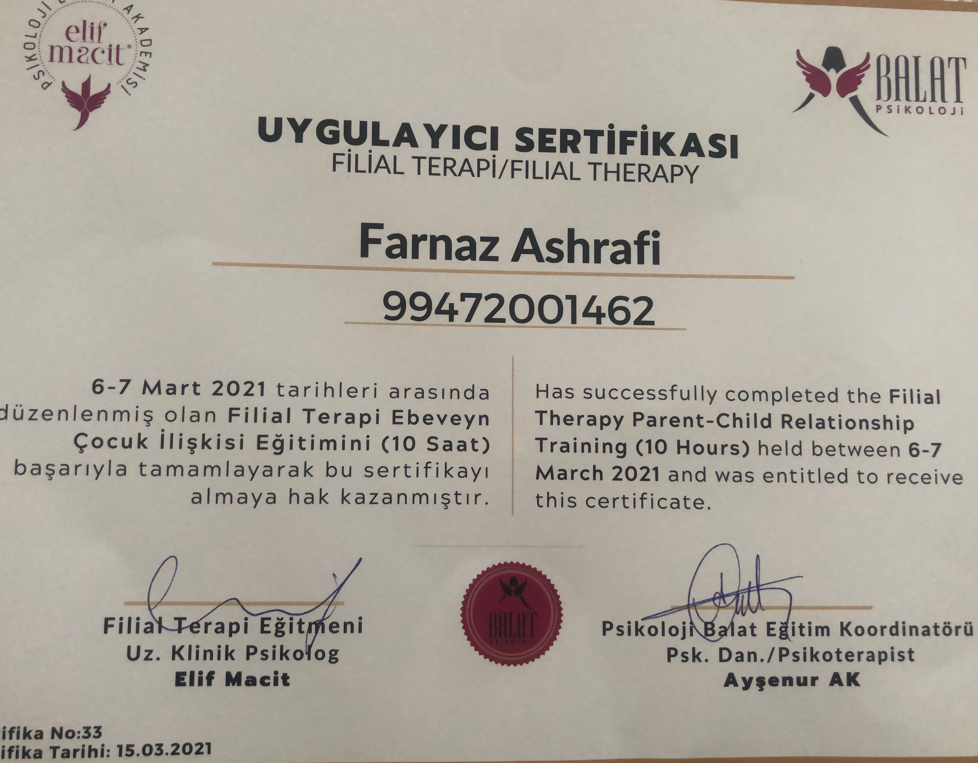 PSİKOLOJİ
AKADEMİSİ
elif
macit
BALAT
PSİKOLOJİ
UYGULAYICI SERTİFİKASI
FİLİAL TERAPİ/FILIAL THERAPY
Farnaz Ashrafi
99472001462
6-7 Mart 2021 tarihleri arasında
düzenlenmiş olan Filial Terapi Ebeveyn
Çocuk İlişkisi Eğitimini (10 Saat)
başarıyla tamamlayarak bu sertifikayı
almaya hak kazanmıştır.
Has successfully completed the Filial
Therapy Parent-Child Relationship
Training (10 Hours) held between 6-7
March 2021 and was entitled to receive
this certificate.
Filial Terapi Eğitmeni
Uz. Klinik Psikolog
Elif Macit
BALAT
PSİKOLOJİ
Psikoloji Balat Eğitim Koordinatörü
Psk. Dan./Psikoterapist
Ayşenur AK
ifika No:33
ifika Tarihi: 15.03.2021